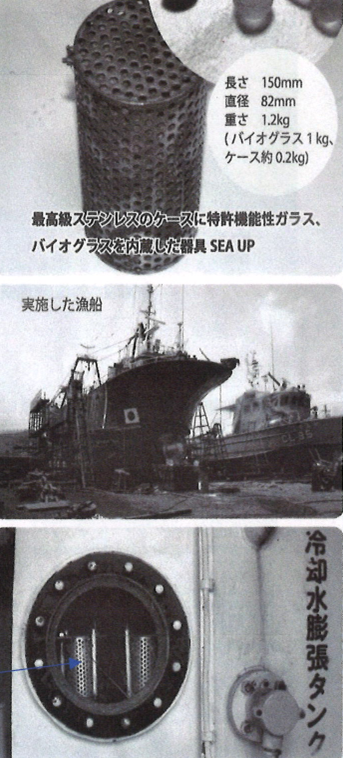 長さ 150mm
直径 82mm
重さ 1.2kg
(バイオグラス1kg、
ケース約0.2kg)
最高級ステンレスのケースに特許機能性ガラス、
バイオグラスを内蔵した器具 SEA UP
実施した漁船
冷却水膨張タンク